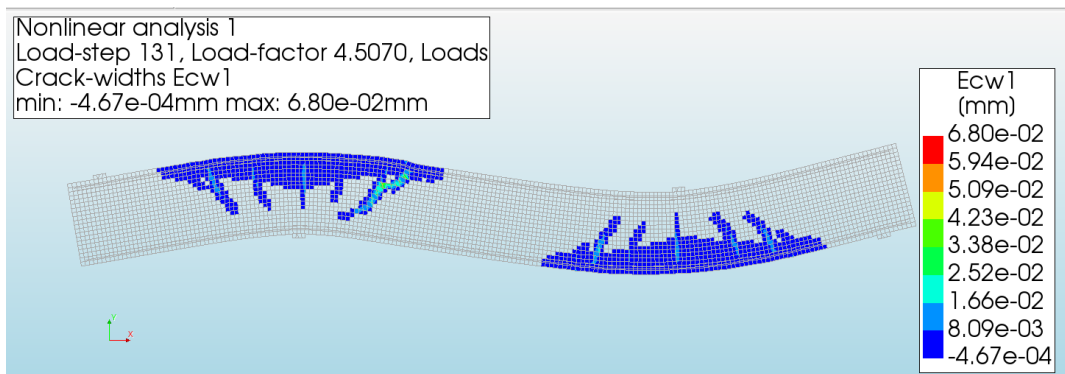 Nonlinear analysis 1
Load-step 131, Load-factor 4.5070, Loads
Crack-widths Ecw1
min: -4.67e-04mm max: 6.80e-02mm
Ecw1
(mm)
6.80e-02
5.94e-02
5.09e-02
4.23e-02
3.38e-02
2.52e-02
1.66e-02
8.09e-03
-4.67e-04
Y
X